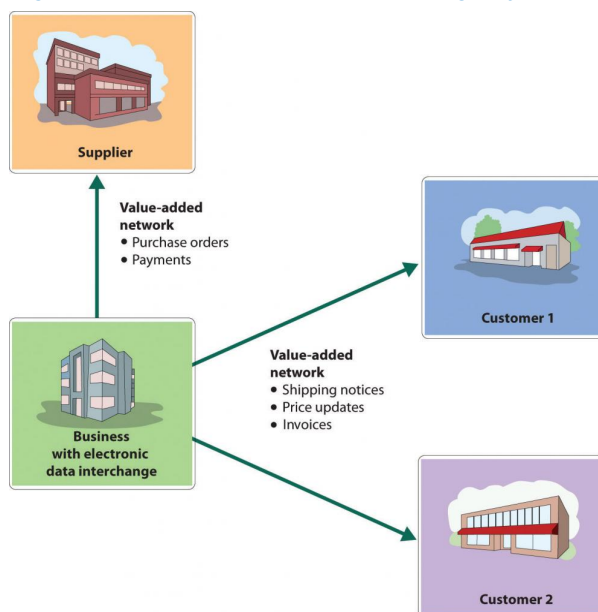 Supplier
Value-added
network
• Purchase orders
• Payments
Customer 1
Business
with electronic
data interchange
Value-added
network
• Shipping notices
• Price updates
• Invoices
Customer 2